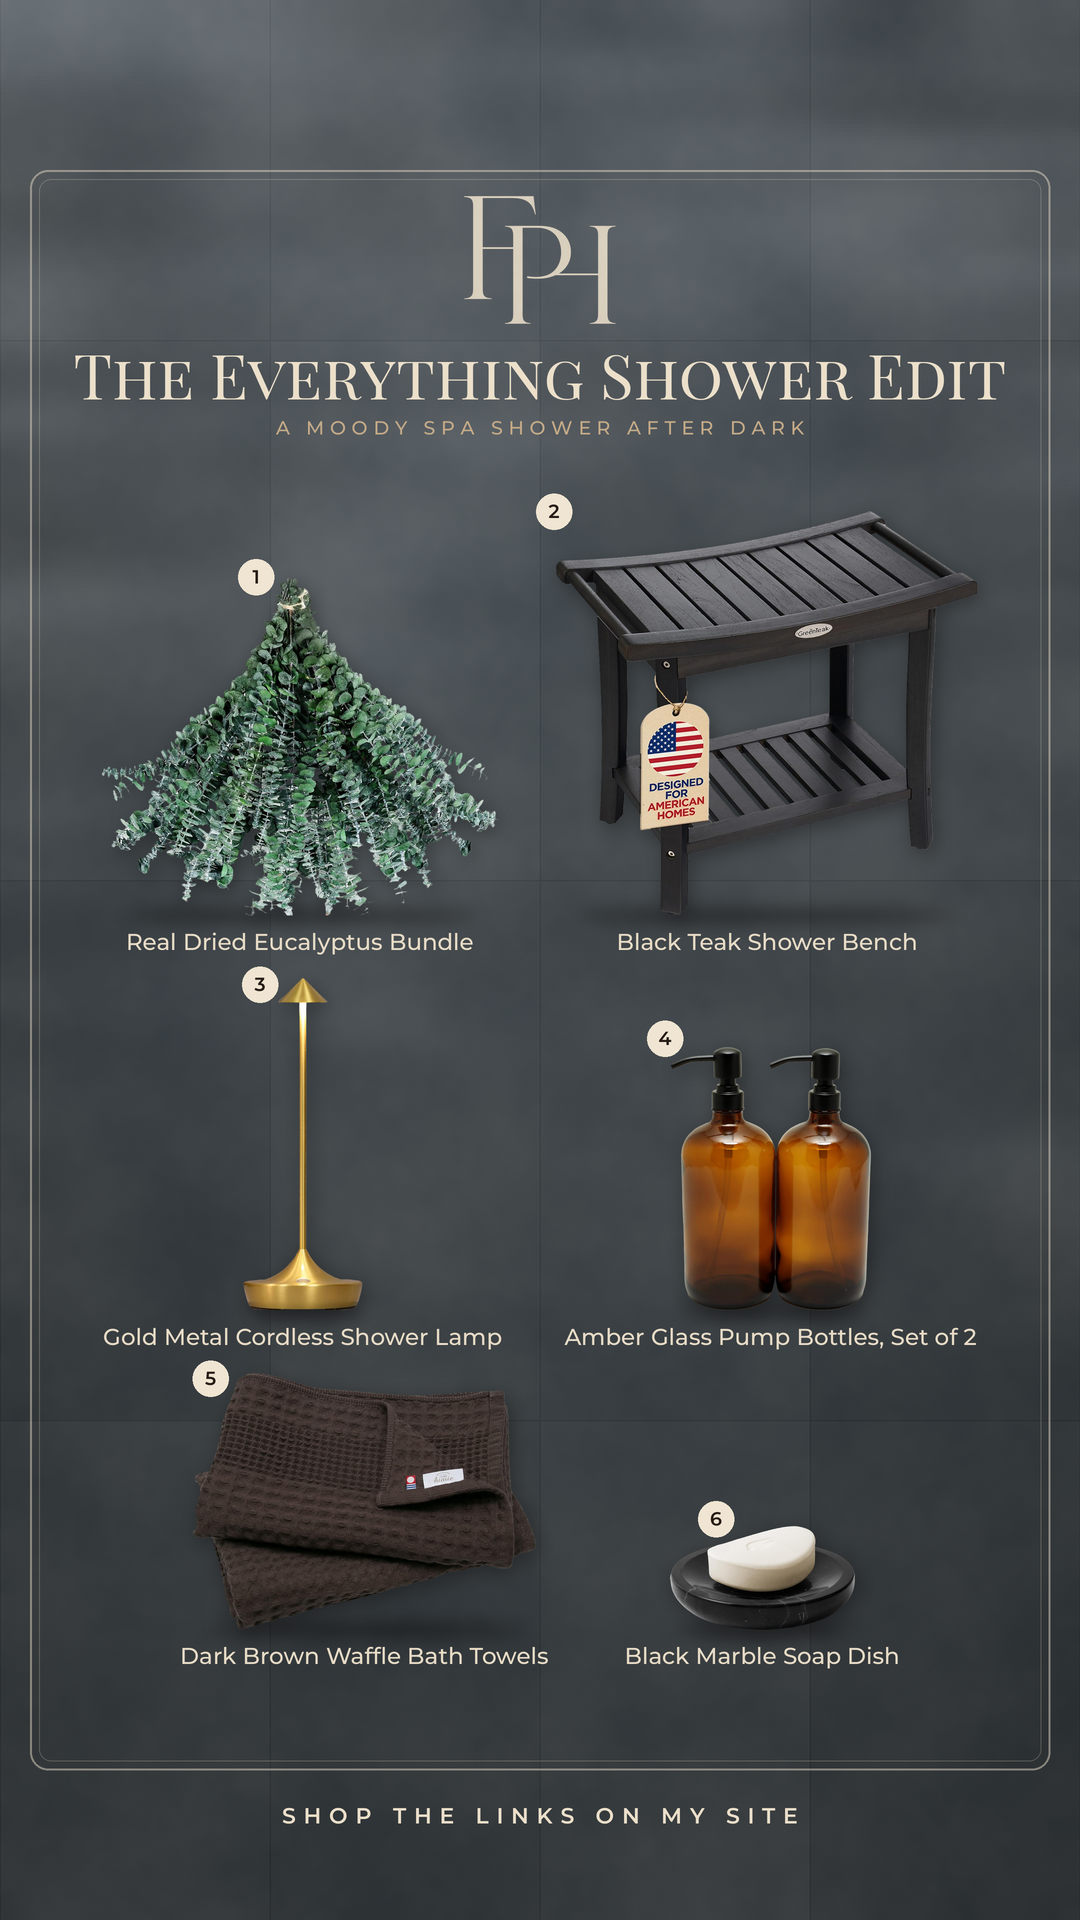 FPH
THE EVERYTHING SHOWER EDIT
A MOODY SPA SHOWER AFTER DARK
1
2
GreenTeak
DESIGNED
FOR
AMERICAN
HOMES
Real Dried Eucalyptus Bundle
Black Teak Shower Bench
3
4
Gold Metal Cordless Shower Lamp
Amber Glass Pump Bottles, Set of 2
5
6
Dark Brown Waffle Bath Towels
Black Marble Soap Dish
SHOP THE LINKS ON MY SITE